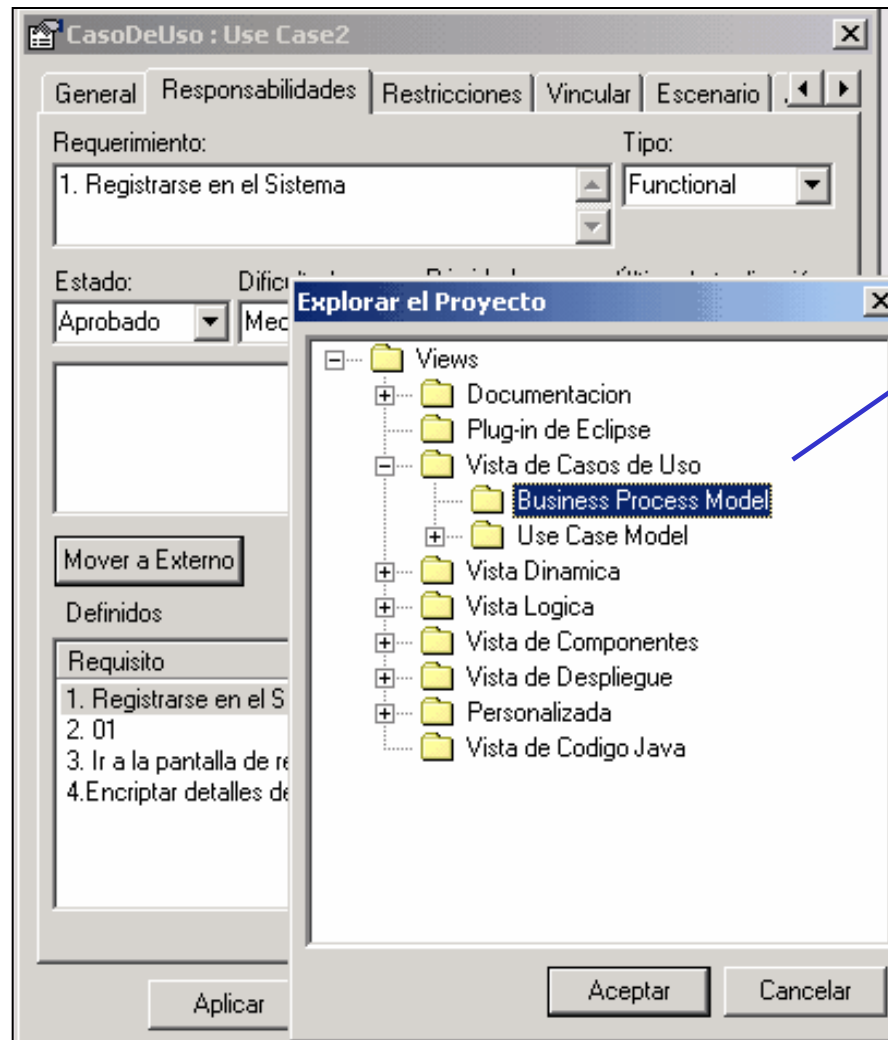 CasoDeUso : Use Case2
General Responsabilidades Restricciones Vincular Escenario
Requerimiento: Tipo:
1. Registrarse en el Sistema Functional
Estado:
Aprobado
Explorar el Proyecto
Views
Documentacion
Plug-in de Eclipse
Vista de Casos de Uso
Business Process Model
Use Case Model
Vista Dinamica
Vista Logica
Vista de Componentes
Vista de Despliegue
Personalizada
Vista de Codigo Java
Aceptar Cancelar
Mover a Externo
Definidos
Requisito
1. Registrarse en el S
2. 01
3. Ir a la pantalla de
4.Encriptar detalles
Aplicar